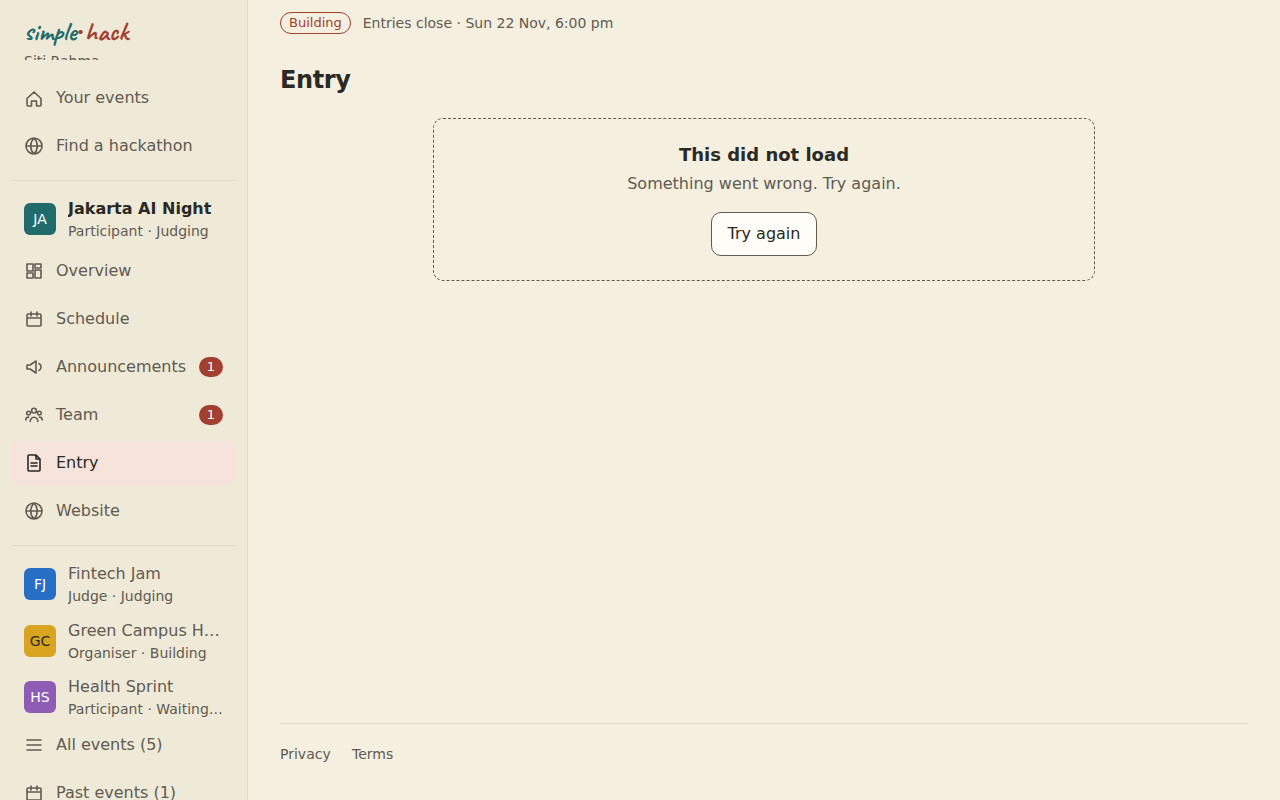 simple·hack
Siti Rahma
Your events
Find a hackathon
JA
Jakarta AI Night
Participant · Judging
Overview
Schedule
Announcements 1
Team 1
Entry
Website
FJ
Fintech Jam
Judge · Judging
GC
Green Campus H…
Organiser · Building
HS
Health Sprint
Participant · Waiting…
All events (5)
Past events (1)
Building Entries close · Sun 22 Nov, 6:00 pm
Entry
This did not load
Something went wrong. Try again.
Try again
Privacy Terms